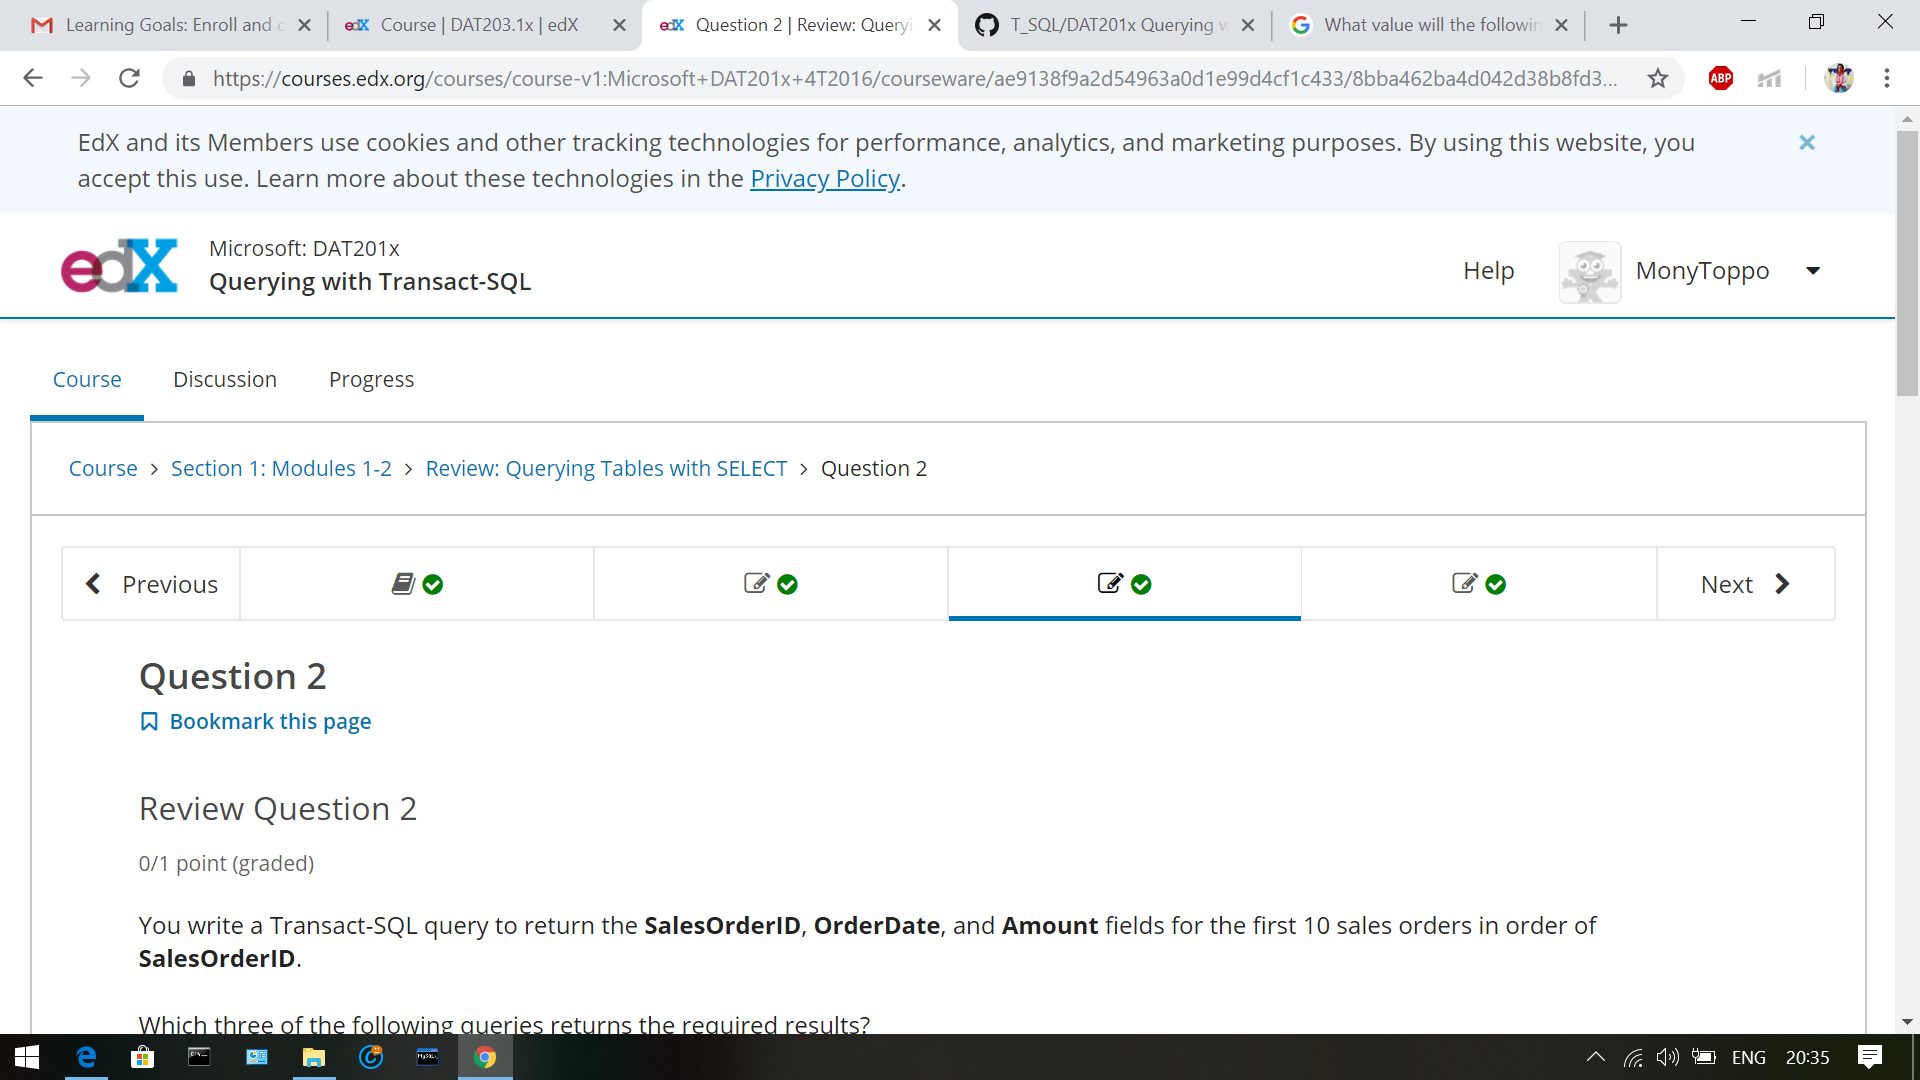 Learning Goals: Enroll and
Course | DAT203.1x | edX
Question 2 | Review: Queryi
T_SQL/DAT201x Querying w
What value will the followin
https://courses.edx.org/courses/course-v1:Microsoft+DAT201x+4T2016/courseware/ae9138f9a2d54963a0d1e99d4cf1c433/8bba462ba4d042d38b8fd3...
ABP
EdX and its Members use cookies and other tracking technologies for performance, analytics, and marketing purposes. By using this website, you
accept this use. Learn more about these technologies in the Privacy Policy.
edX
Microsoft: DAT201x
Querying with Transact-SQL
Help
MonyToppo
Course
Discussion
Progress
Course > Section 1: Modules 1-2 > Review: Querying Tables with SELECT > Question 2
Previous
Next
Question 2
Bookmark this page
Review Question 2
0/1 point (graded)
You write a Transact-SQL query to return the SalesOrderID, OrderDate, and Amount fields for the first 10 sales orders in order of
SalesOrderID.
Which three of the following queries returns the required results?
ENG
20:35